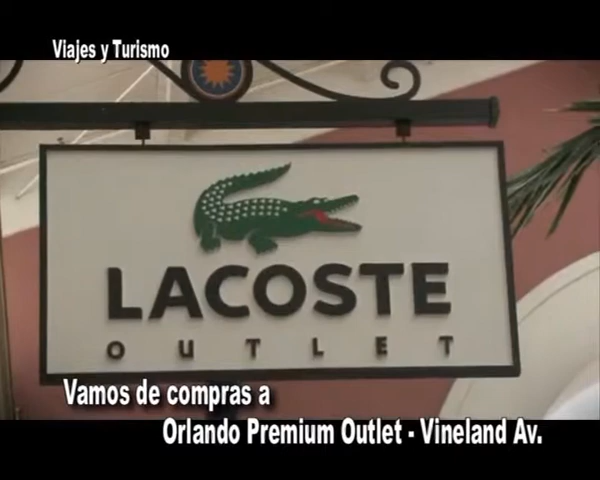 Viajes y Turismo
LACOSTE
OUTLET
Vamos de compras a
Orlando Premium Outlet - Vineland Av.